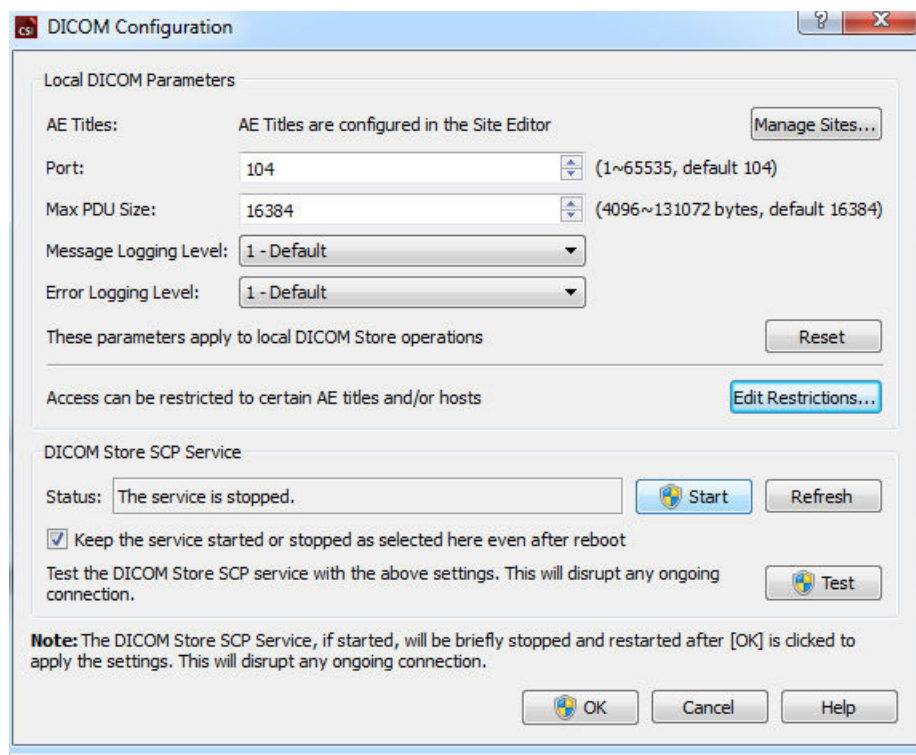 CSI DICOM Configuration
?
X
Local DICOM Parameters
AE Titles: AE Titles are configured in the Site Editor Manage Sites...
Port: 104 (1~65535, default 104)
Max PDU Size: 16384 (4096~131072 bytes, default 16384)
Message Logging Level: 1 - Default
Error Logging Level: 1 - Default
These parameters apply to local DICOM Store operations Reset
Access can be restricted to certain AE titles and/or hosts Edit Restrictions...
DICOM Store SCP Service
Status: The service is stopped. Start Refresh
Keep the service started or stopped as selected here even after reboot
Test the DICOM Store SCP service with the above settings. This will disrupt any ongoing
connection. Test
Note: The DICOM Store SCP Service, if started, will be briefly stopped and restarted after [OK] is clicked to
apply the settings. This will disrupt any ongoing connection.
OK Cancel Help